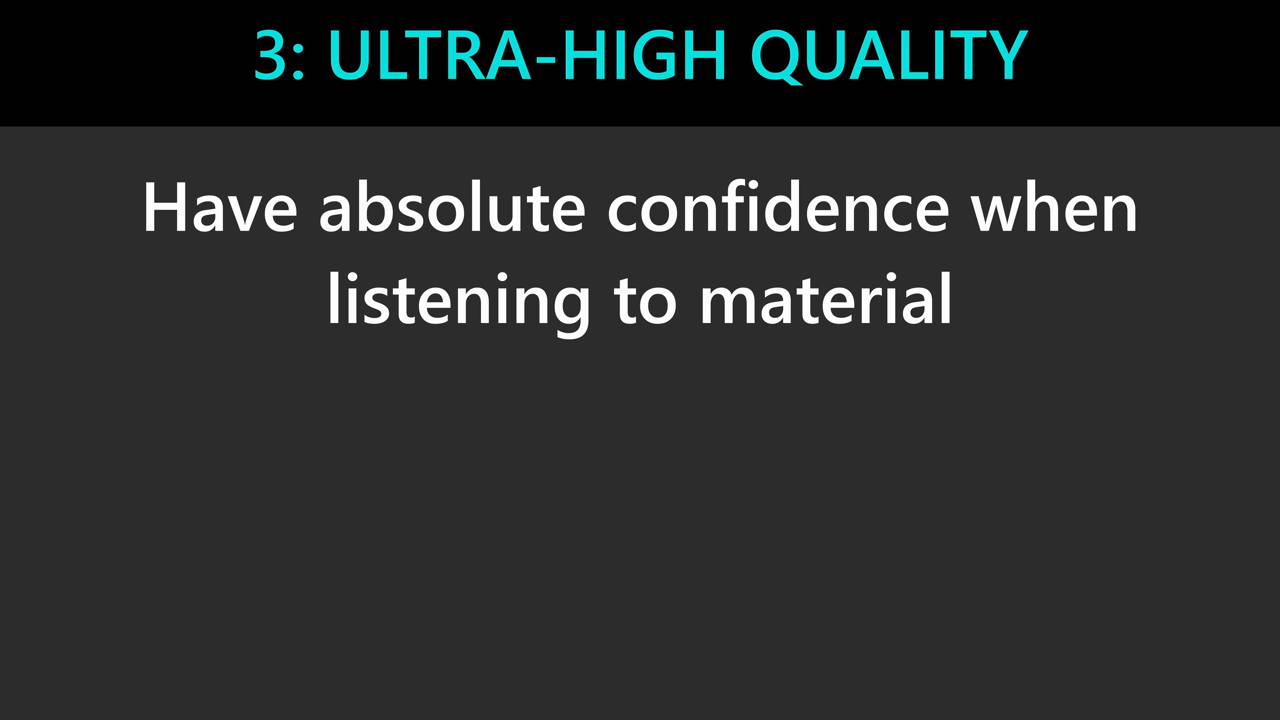 3: ULTRA-HIGH QUALITY
Have absolute confidence when
listening to material